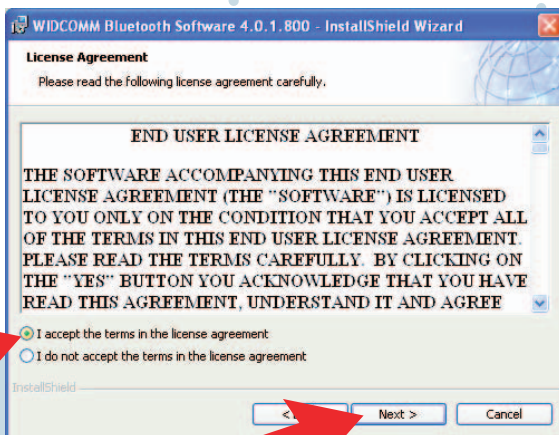 WIDCOMM Bluetooth Software 4.0.1.800 - InstallShield Wizard
License Agreement
Please read the following license agreement carefully.
END USER LICENSE AGREEMENT
THE SOFTWARE ACCOMPANYING THIS END USER
LICENSE AGREEMENT (THE "SOFTWARE") IS LICENSED
TO YOU ONLY ON THE CONDITION THAT YOU ACCEPT ALL
OF THE TERMS IN THIS END USER LICENSE AGREEMENT.
PLEASE READ THE TERMS CAREFULLY. BY CLICKING ON
THE "YES" BUTTON YOU ACKNOWLEDGE THAT YOU HAVE
READ THIS AGREEMENT, UNDERSTAND IT AND AGREE
I accept the terms in the license agreement
I do not accept the terms in the license agreement
InstallShield
< Next > Cancel